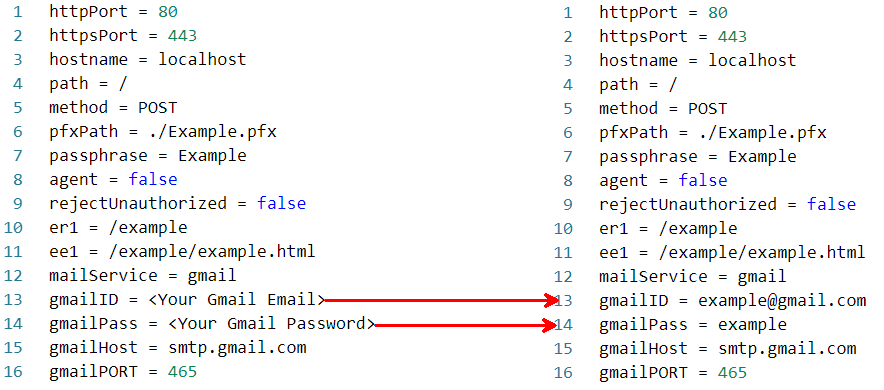 1 httpPort = 80
2 httpsPort = 443
3 hostname = localhost
4 path = /
5 method = POST
6 pfxPath = ./Example.pfx
7 passphrase = Example
8 agent = false
9 rejectUnauthorized = false
10 er1 = /example
11 ee1 = /example/example.html
12 mailService = gmail
13 gmailID = <Your Gmail Email>
14 gmailPass = <Your Gmail Password>
15 gmailHost = smtp.gmail.com
16 gmailPORT = 465
1 httpPort = 80
2 httpsPort = 443
3 hostname = localhost
4 path = /
5 method = POST
6 pfxPath = ./Example.pfx
7 passphrase = Example
8 agent = false
9 rejectUnauthorized = false
10 er1 = /example
11 ee1 = /example/example.html
12 mailService = gmail
13 gmailID = example@gmail.com
14 gmailPass = example
15 gmailHost = smtp.gmail.com
16 gmailPORT = 465